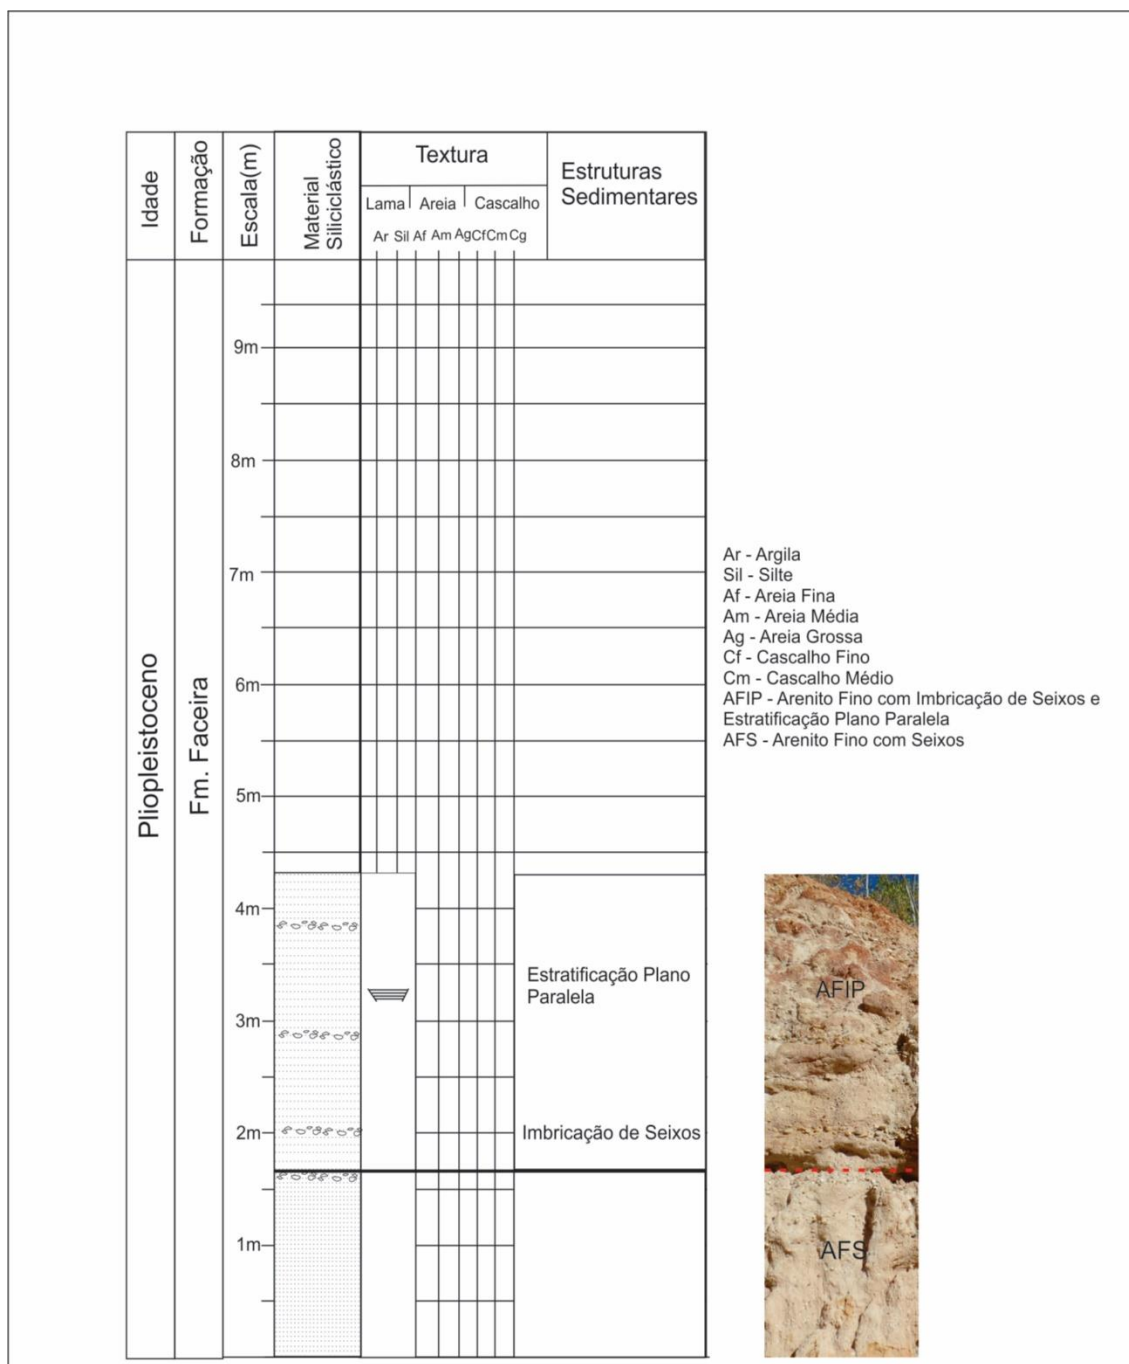 Idade
Formação
Escala(m)
Material
Siliciclástico
Textura
Lama
Areia
Cascalho
Ar Sil Af Am Ag Cf Cm Cg
Estruturas
Sedimentares
Pliopleistoceno
Fm. Faceira
9m
8m
7m
6m
5m
4m
3m
2m
1m
Estratificação Plano
Paralela
Imbricação de Seixos
Ar - Argila
Sil - Silte
Af - Areia Fina
Am - Areia Média
Ag - Areia Grossa
Cf - Cascalho Fino
Cm - Cascalho Médio
AFIP - Arenito Fino com Imbricação de Seixos e
Estratificação Plano Paralela
AFS - Arenito Fino com Seixos
AFIP
AFS